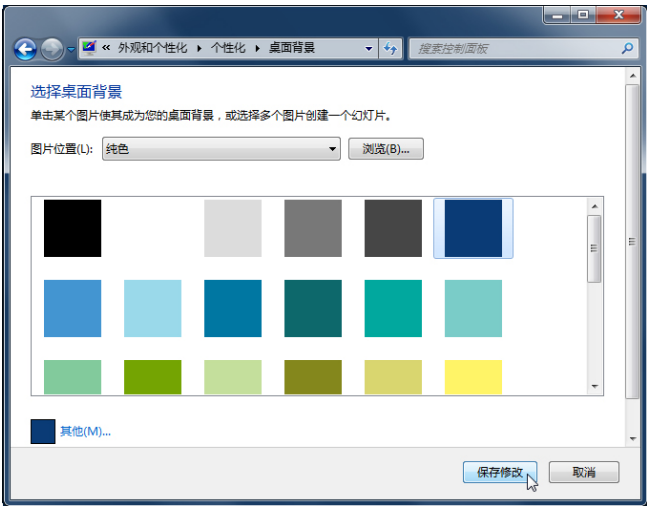 « 外观和个性化 ▸ 个性化 ▸ 桌面背景
搜索控制面板
选择桌面背景
单击某个图片使其成为您的桌面背景，或选择多个图片创建一个幻灯片。
图片位置(L): 纯色 浏览(B)...
其他(M)...
保存修改 取消